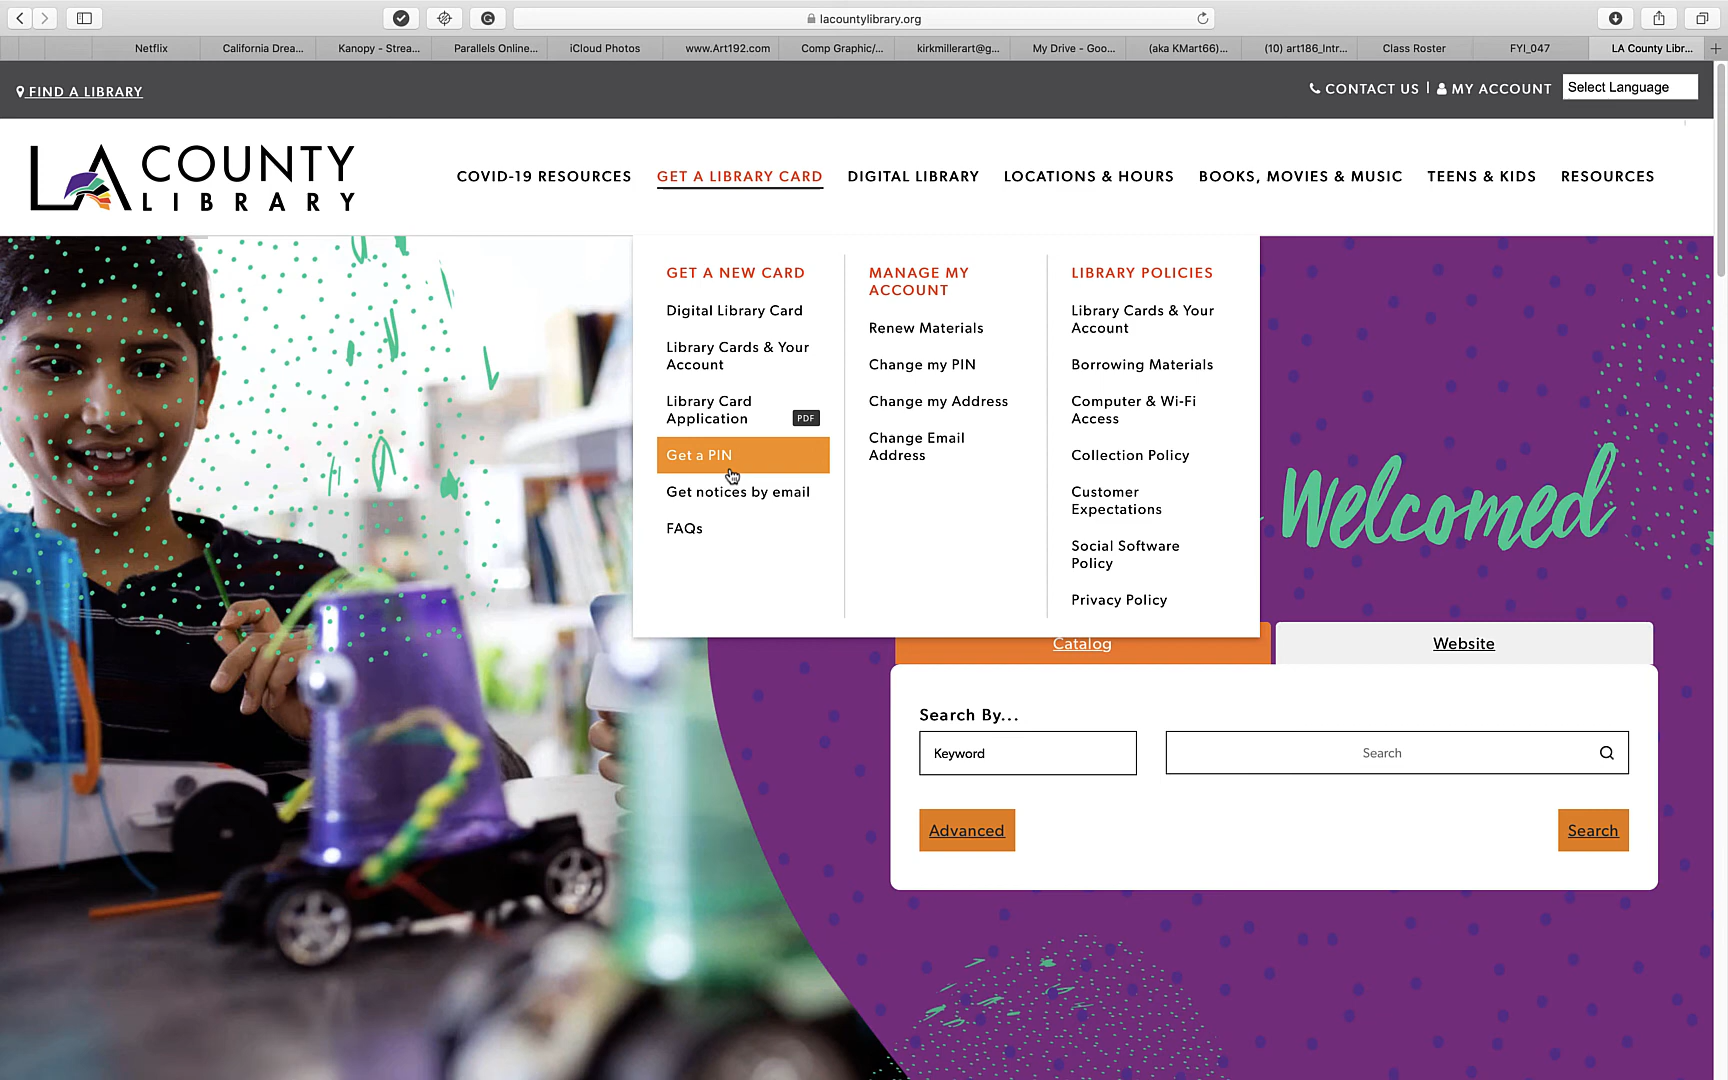 lacountylibrary.org
Netflix
California Drea...
Kanopy - Strea...
Parallels Online...
iCloud Photos
www.Art192.com
Comp Graphic/...
kirkmillerart@g...
My Drive - Goo...
(aka KMart66)...
(10) art186_Intr...
Class Roster
FYI_047
LA County Libr...
FIND A LIBRARY
CONTACT US | MY ACCOUNT
Select Language
LA COUNTY
LIBRARY
COVID-19 RESOURCES
GET A LIBRARY CARD
DIGITAL LIBRARY
LOCATIONS & HOURS
BOOKS, MOVIES & MUSIC
TEENS & KIDS
RESOURCES
GET A NEW CARD
Digital Library Card
Library Cards & Your
Account
Library Card
Application PDF
Get a PIN
Get notices by email
FAQs
MANAGE MY
ACCOUNT
Renew Materials
Change my PIN
Change my Address
Change Email
Address
LIBRARY POLICIES
Library Cards & Your
Account
Borrowing Materials
Computer & Wi-Fi
Access
Collection Policy
Customer
Expectations
Social Software
Policy
Privacy Policy
Welcomed
Catalog
Website
Search By...
Keyword
Search
Advanced
Search